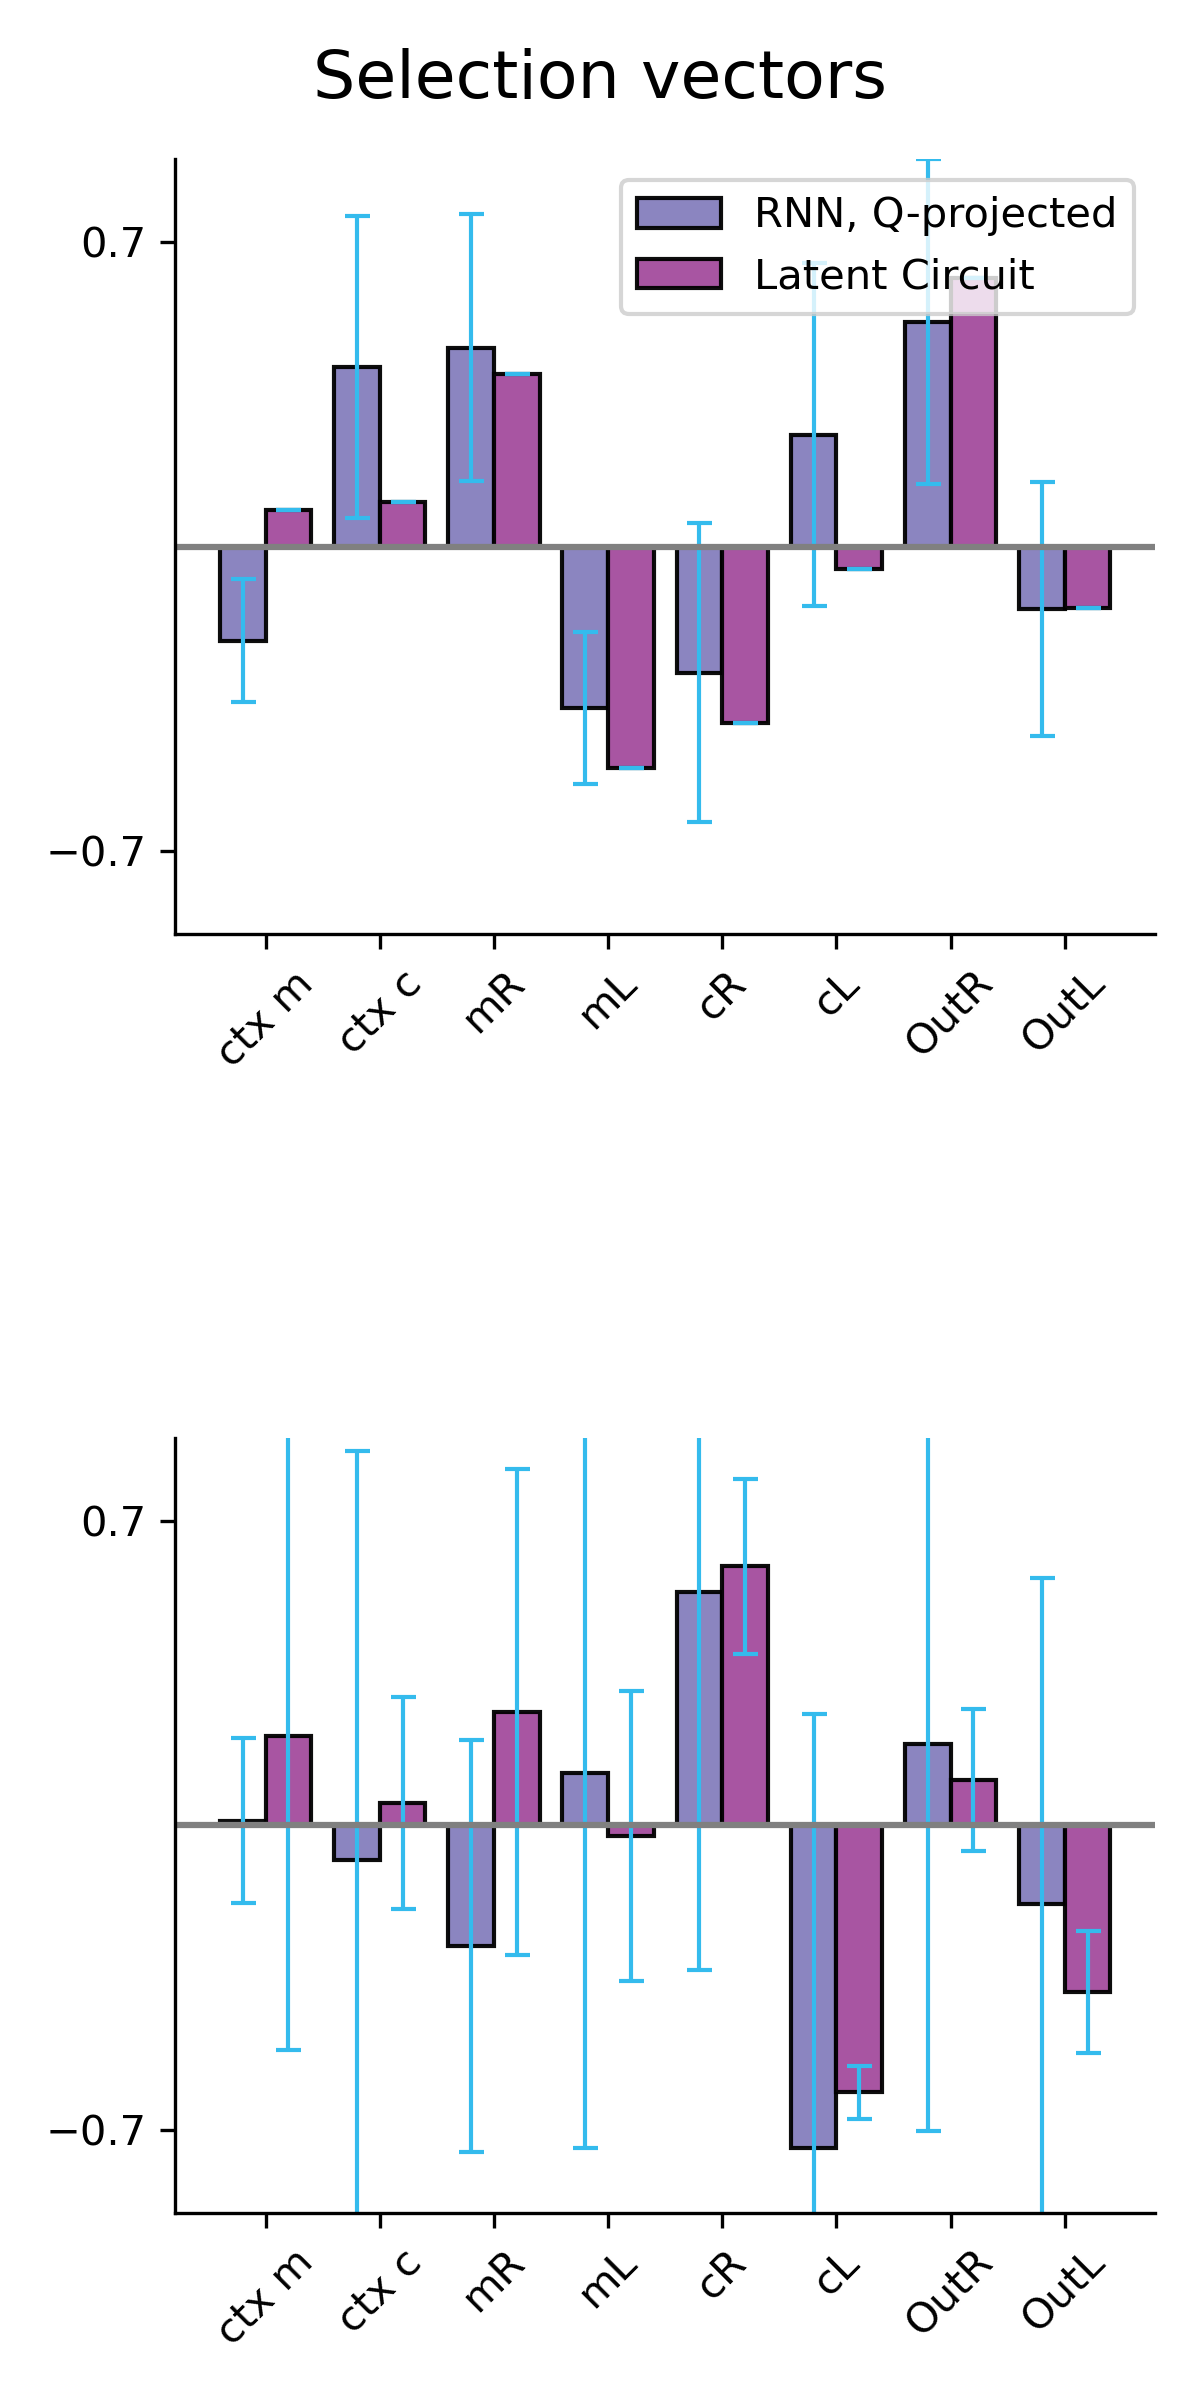 Selection vectors
RNN, Q-projected
Latent Circuit
0.7
−0.7
ctx m
ctx c
mR
mL
cR
cL
OutR
OutL
0.7
−0.7
ctx m
ctx c
mR
mL
cR
cL
OutR
OutL